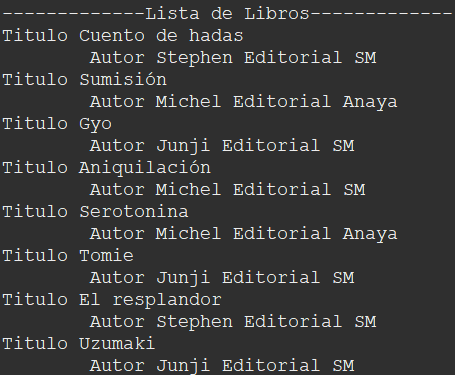 -------------Lista de Libros-------------
Titulo Cuento de hadas
Autor Stephen Editorial SM
Titulo Sumisión
Autor Michel Editorial Anaya
Titulo Gyo
Autor Junji Editorial SM
Titulo Aniquilación
Autor Michel Editorial SM
Titulo Serotonina
Autor Michel Editorial Anaya
Titulo Tomie
Autor Junji Editorial SM
Titulo El resplandor
Autor Stephen Editorial SM
Titulo Uzumaki
Autor Junji Editorial SM